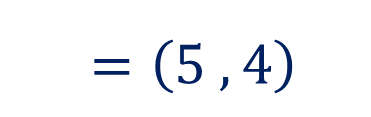 = (5 , 4)